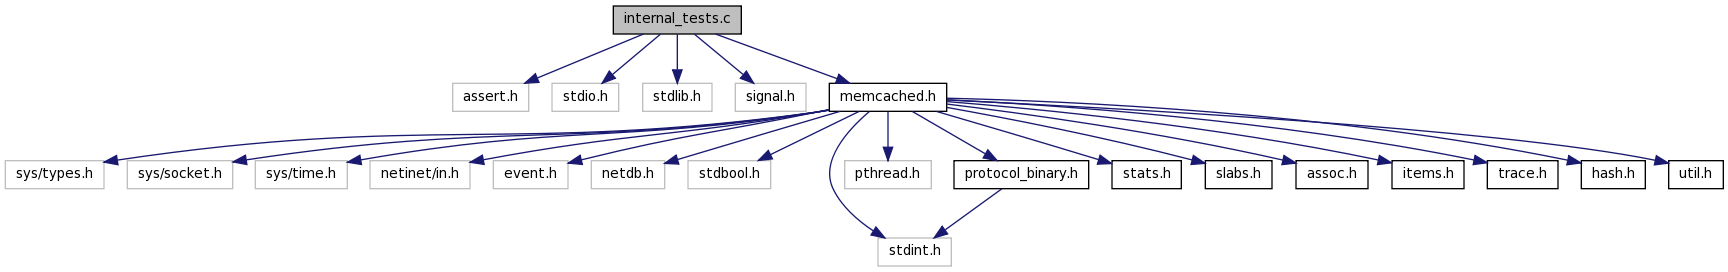 internal_tests.c
assert.h
stdio.h
stdlib.h
signal.h
memcached.h
sys/types.h
sys/socket.h
sys/time.h
netinet/in.h
event.h
netdb.h
stdbool.h
pthread.h
protocol_binary.h
stats.h
slabs.h
assoc.h
items.h
trace.h
hash.h
util.h
stdint.h